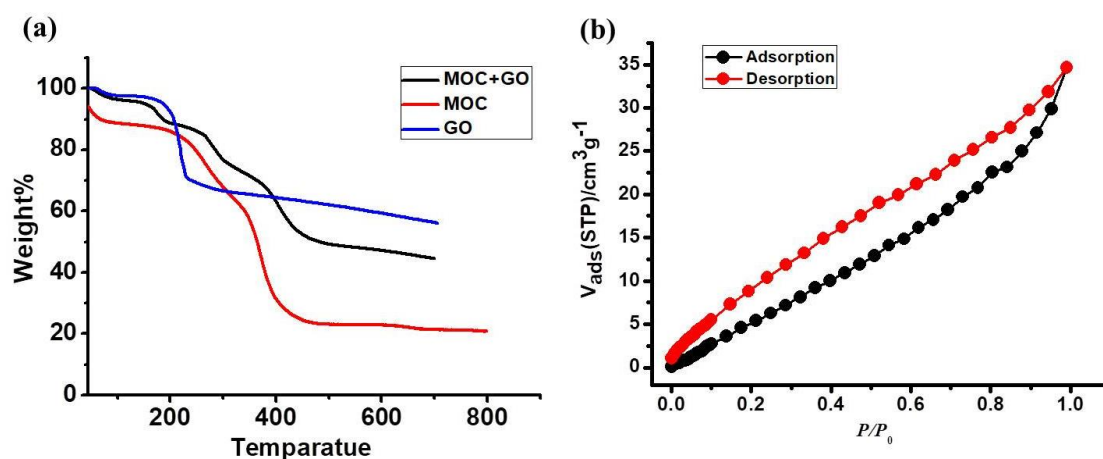 (a)
MOC+GO
MOC
GO
100
80
60
40
20
0
Weight%
200
400
600
800
Temparatue
(b)
Adsorption
Desorption
35
30
25
20
15
10
5
0
Vads(STP)/cm³g-1
0.0
0.2
0.4
0.6
0.8
1.0
P/P₀